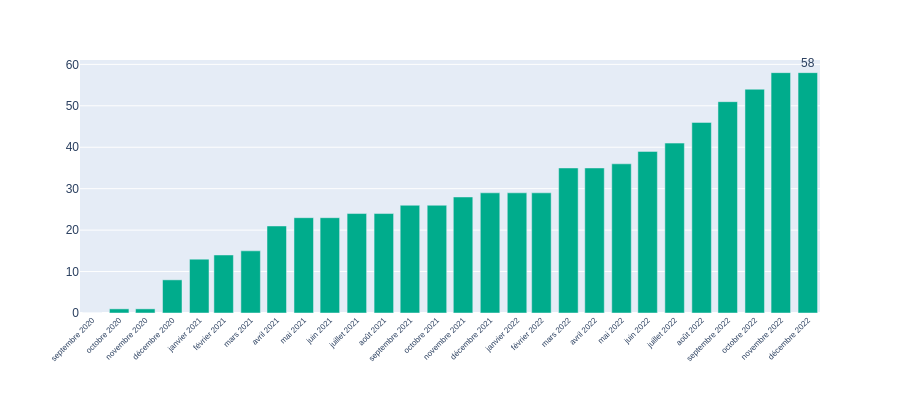 60
58
50
40
30
20
10
0
septembre 2020
octobre 2020
novembre 2020
décembre 2020
janvier 2021
février 2021
mars 2021
avril 2021
mai 2021
juin 2021
juillet 2021
août 2021
septembre 2021
octobre 2021
novembre 2021
décembre 2021
janvier 2022
février 2022
mars 2022
avril 2022
mai 2022
juin 2022
juillet 2022
août 2022
septembre 2022
octobre 2022
novembre 2022
décembre 2022